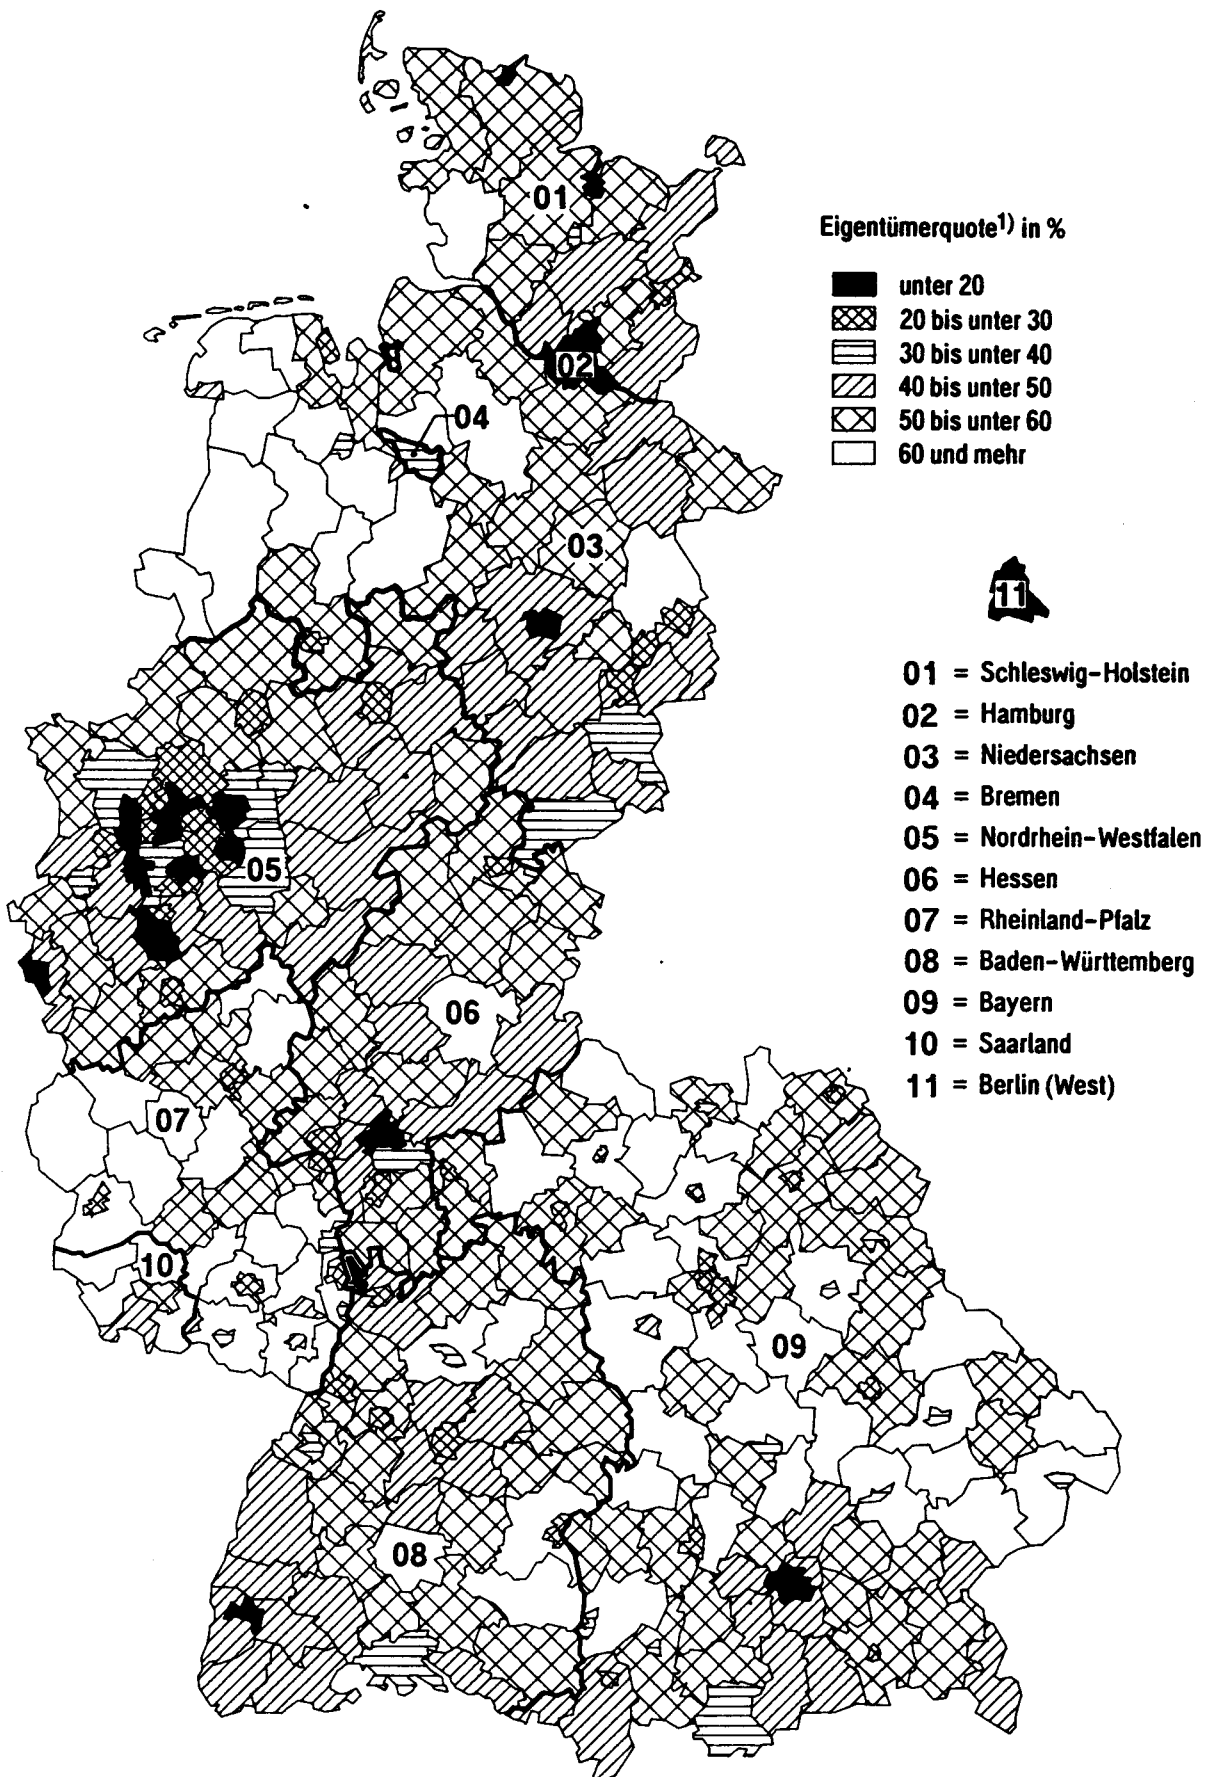 01
02
04
03
05
06
07
10
09
08
Eigentümerquote1) in %
unter 20
20 bis unter 30
30 bis unter 40
40 bis unter 50
50 bis unter 60
60 und mehr
11
01 = Schleswig-Holstein
02 = Hamburg
03 = Niedersachsen
04 = Bremen
05 = Nordrhein-Westfalen
06 = Hessen
07 = Rheinland-Pfalz
08 = Baden-Württemberg
09 = Bayern
10 = Saarland
11 = Berlin (West)